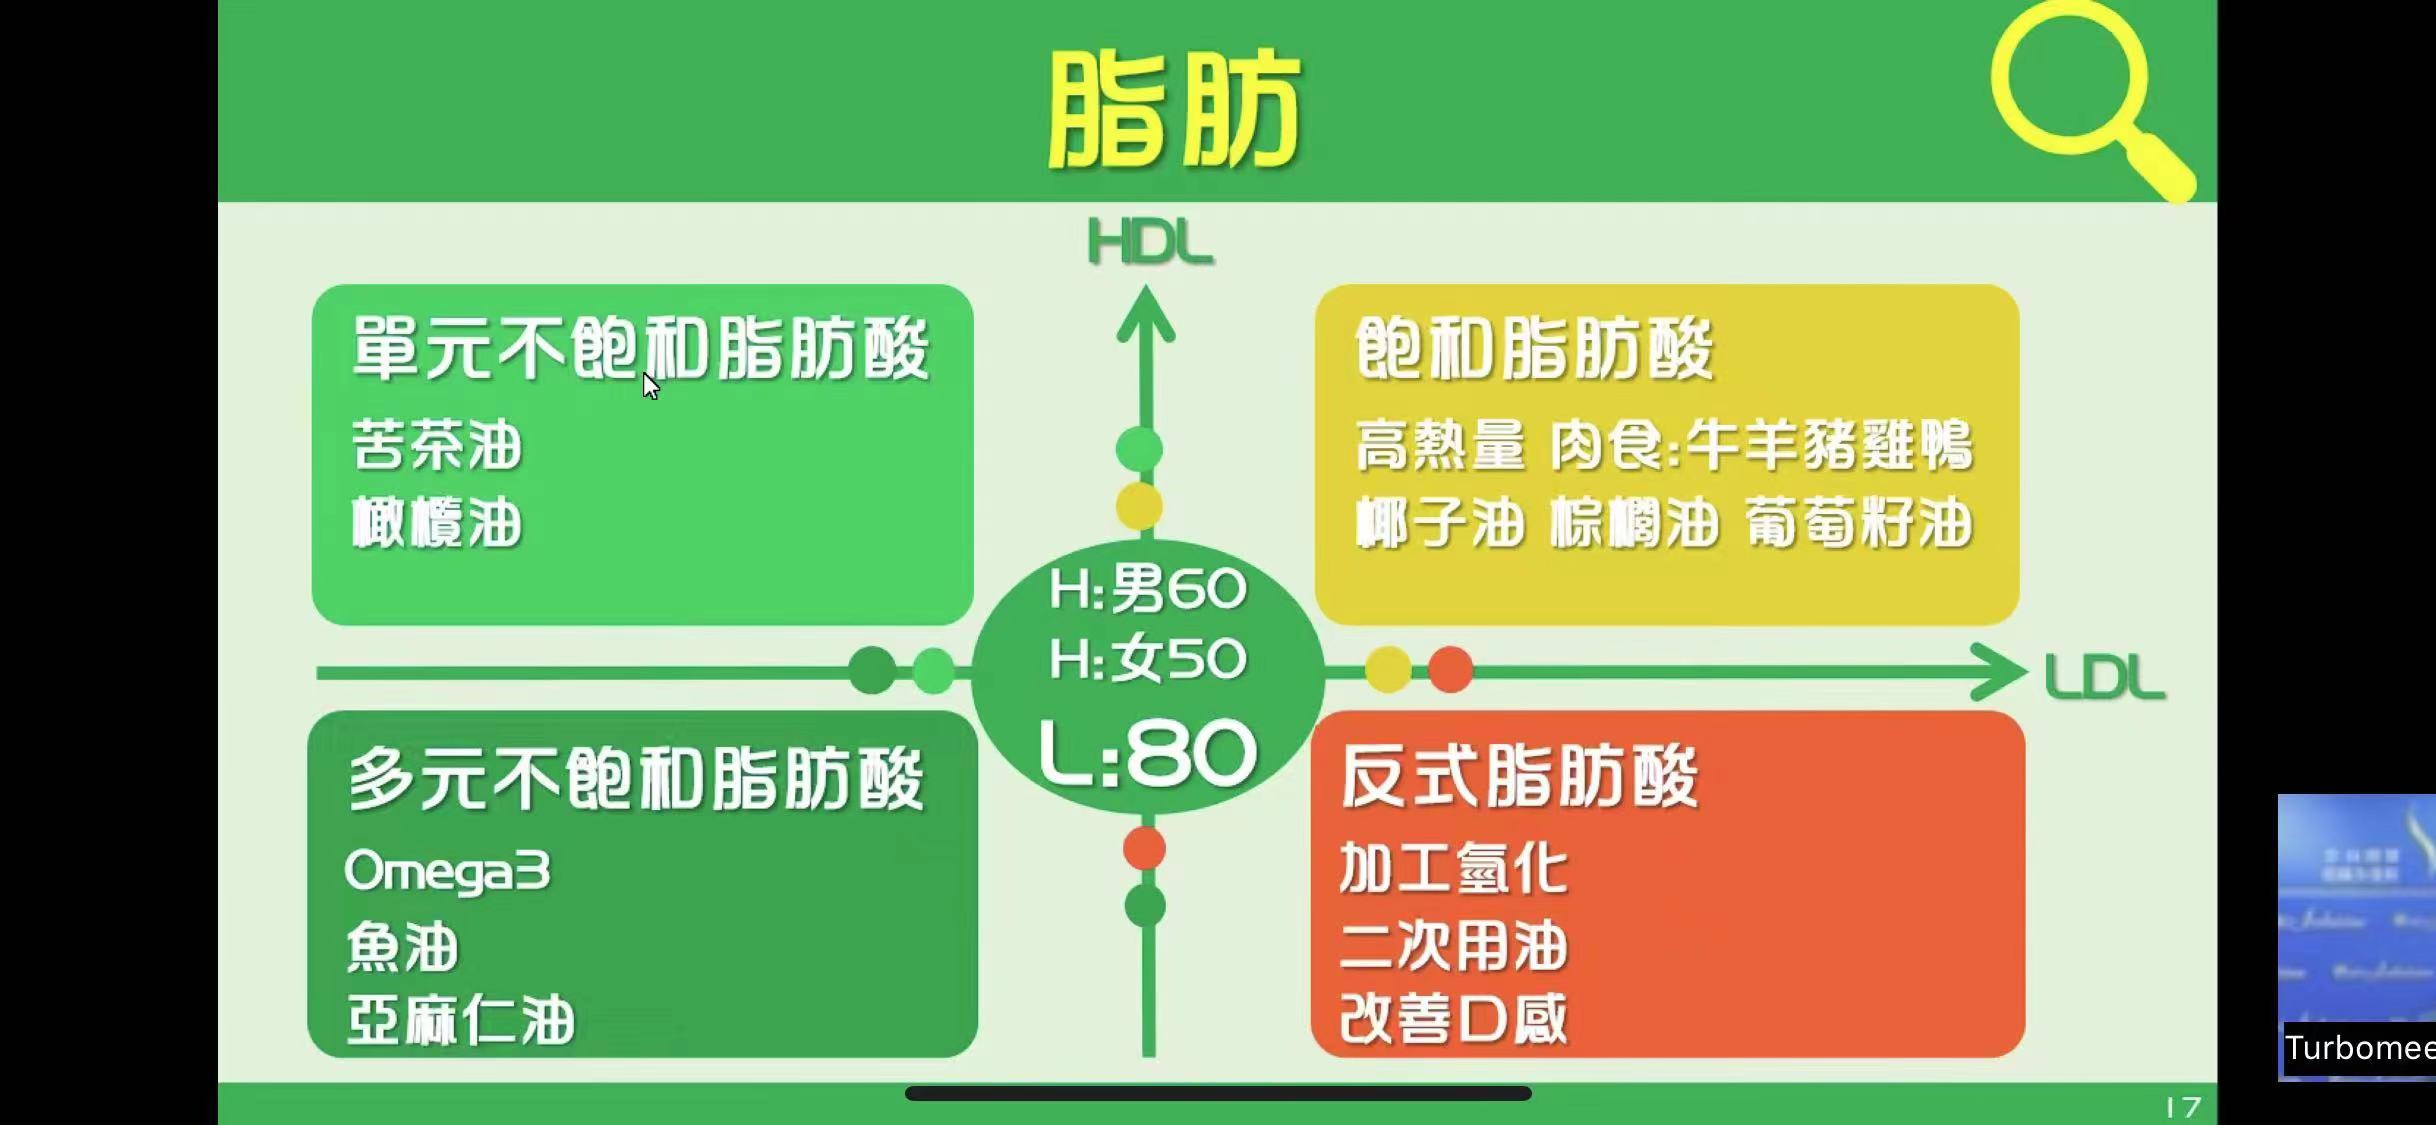 脂肪
HDL
單元不飽和脂肪酸
苦茶油
橄欖油
飽和脂肪酸
高熱量 肉食:牛羊豬雞鴨
椰子油 棕櫚油 葡萄籽油
H:男60
H:女50
L:80
LDL
多元不飽和脂肪酸
Omega3
魚油
亞麻仁油
反式脂肪酸
加工氫化
二次用油
改善口感
Turbomee
17